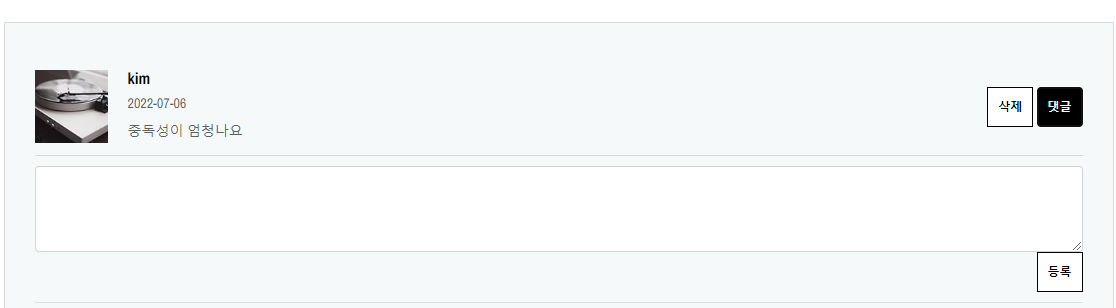 kim
2022-07-06
중독성이 엄청나요
삭제 댓글
등록